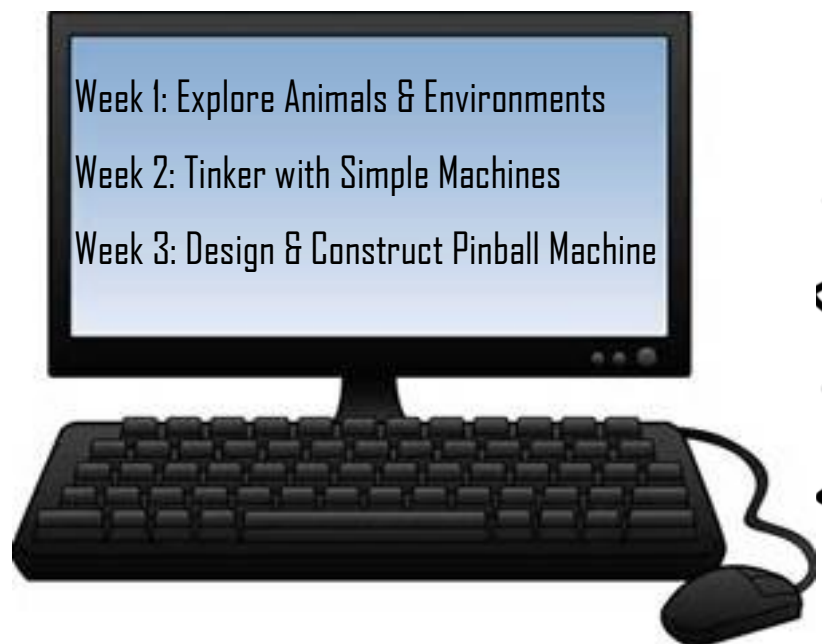 Week 1: Explore Animals & Environments
Week 2: Tinker with Simple Machines
Week 3: Design & Construct Pinball Machine